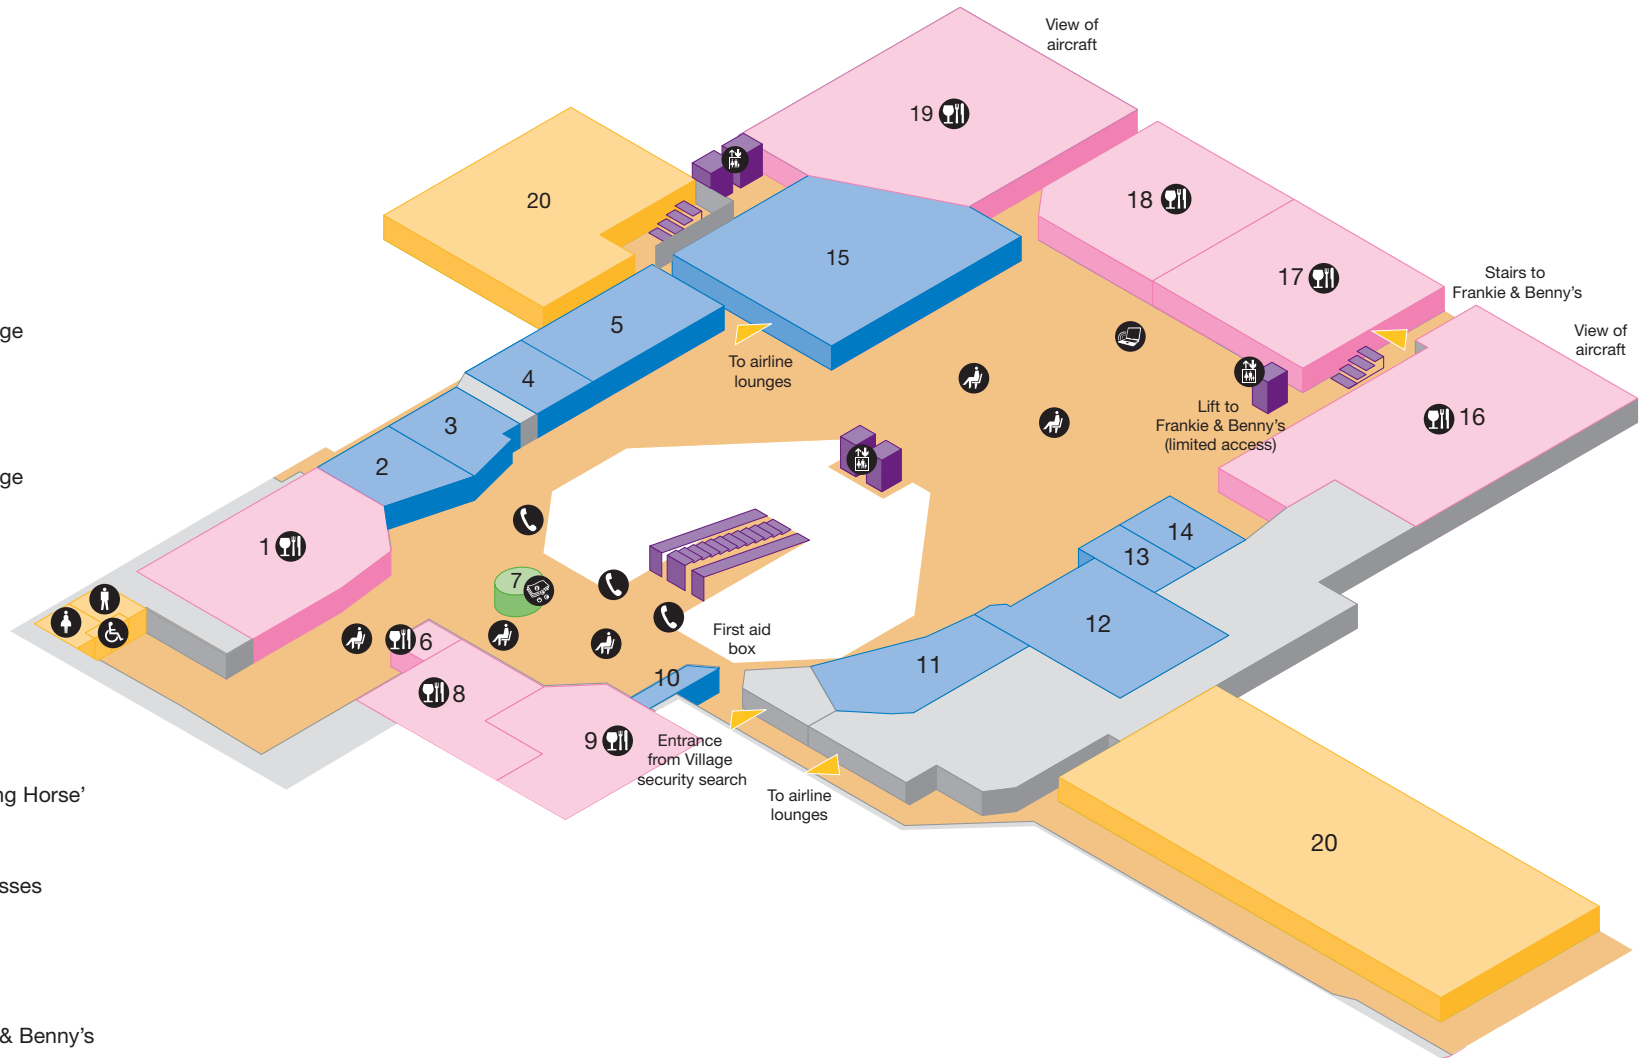 View of
aircraft
19
20
18
15
17
Stairs to
Frankie & Benny's
View of
aircraft
5
ge
To airline
lounges
4
Lift to
Frankie & Benny's
(limited access)
16
3
2
ge
14
13
1
7
12
First aid
box
6
11
10
8
9
Entrance
from Village
security search
To airline
lounges
ng Horse'
20
sses
& Benny's